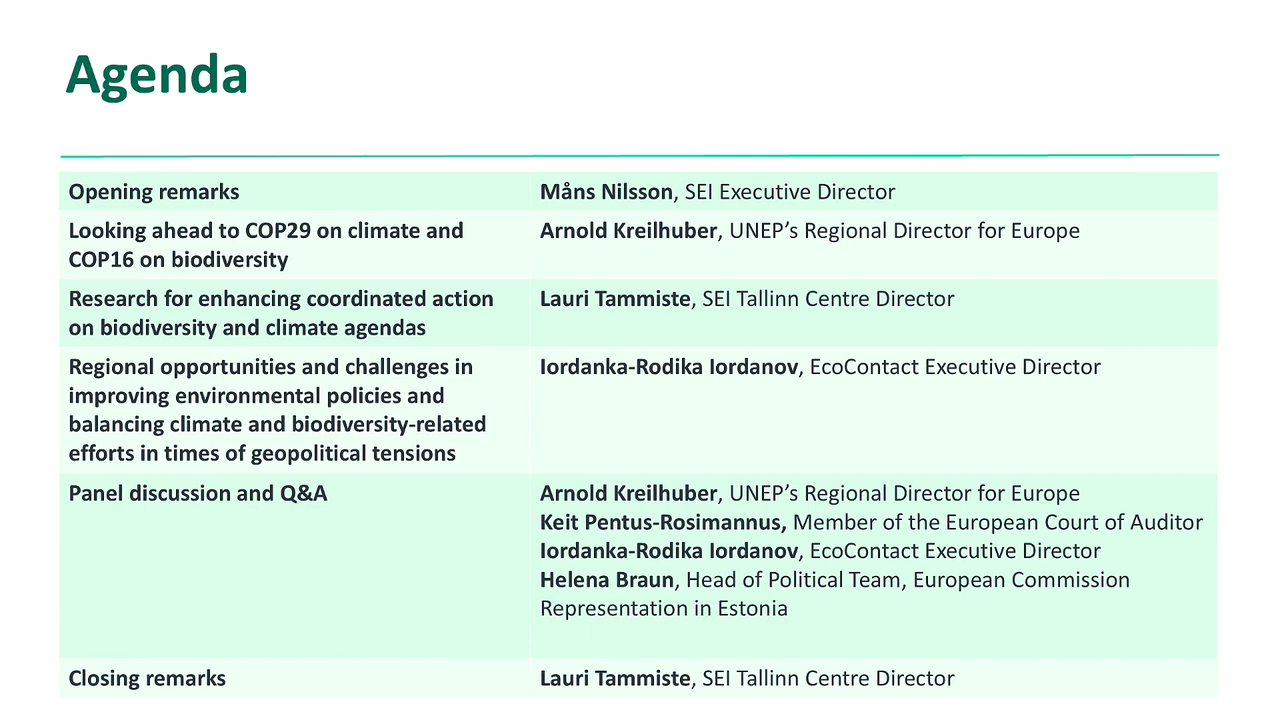 Agenda
Opening remarks
Måns Nilsson, SEI Executive Director
Looking ahead to COP29 on climate and
COP16 on biodiversity
Arnold Kreilhuber, UNEP’s Regional Director for Europe
Research for enhancing coordinated action
on biodiversity and climate agendas
Lauri Tammiste, SEI Tallinn Centre Director
Regional opportunities and challenges in
improving environmental policies and
balancing climate and biodiversity-related
efforts in times of geopolitical tensions
Iordanka-Rodika Iordanov, EcoContact Executive Director
Panel discussion and Q&A
Arnold Kreilhuber, UNEP’s Regional Director for Europe
Keit Pentus-Rosimannus, Member of the European Court of Auditor
Iordanka-Rodika Iordanov, EcoContact Executive Director
Helena Braun, Head of Political Team, European Commission
Representation in Estonia
Closing remarks
Lauri Tammiste, SEI Tallinn Centre Director